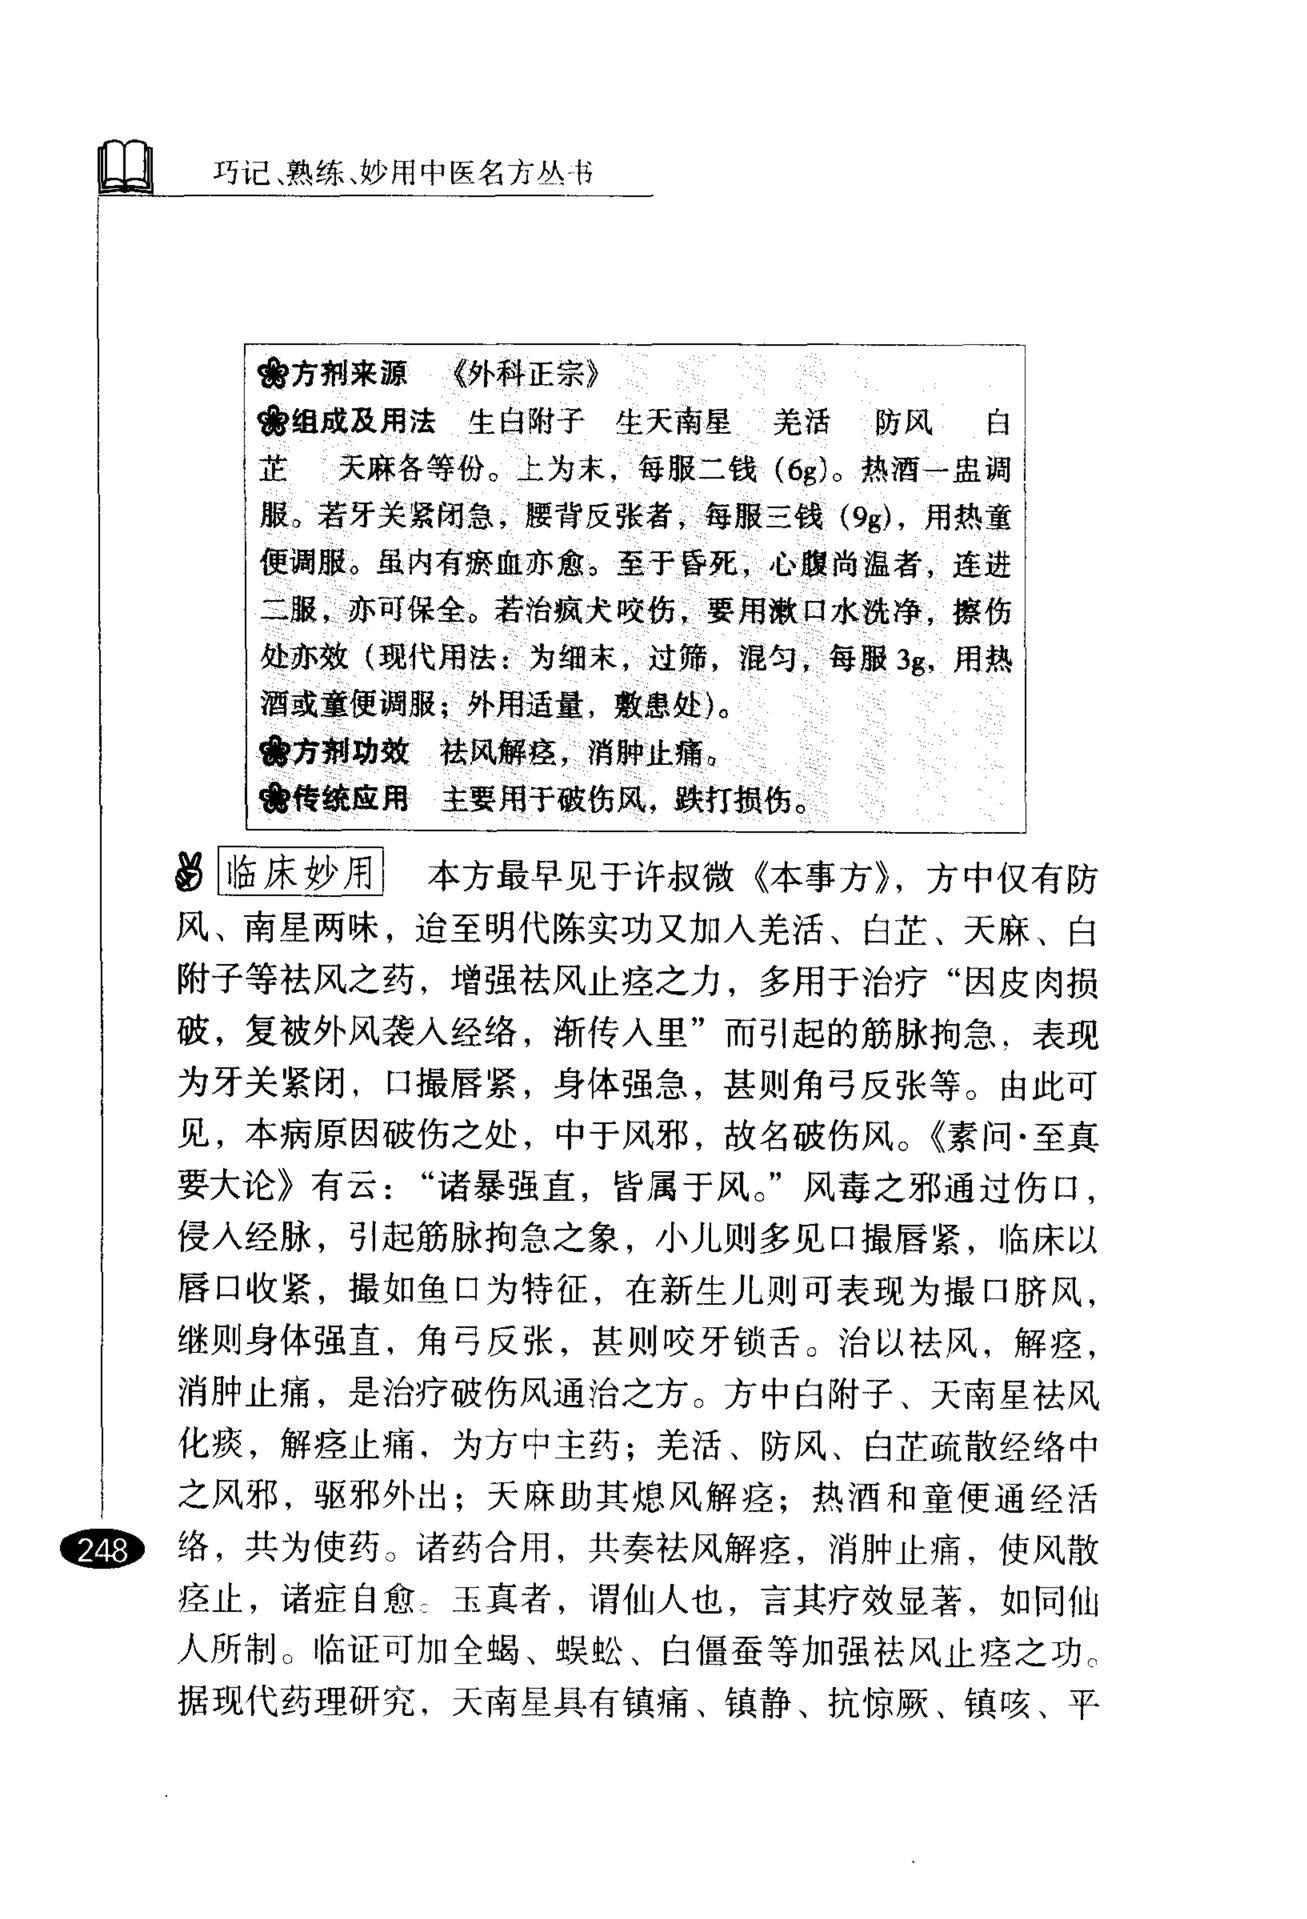 巧记、熟练、妙用中医名方丛书
方剂来源 《外科正宗》
组成及用法 生白附子 生天南星 羌活 防风 白
芷 天麻各等份。上为末，每服二钱（6g）。热酒一盅调
服。若牙关紧闭急，腰背反张者，每服三钱（9g），用热童
便调服。虽内有瘀血亦愈。至于昏死，心腹尚温者，连进
二服，亦可保全。若治疯犬咬伤，要用漱口水洗净，擦伤
处亦效（现代用法：为细末，过筛，混匀，每服3g，用热
酒或童便调服；外用适量，敷患处）。
方剂功效 祛风解痉，消肿止痛。
传统应用 主要用于破伤风，跌打损伤。
临床妙用 本方最早见于许叔微《本事方》，方中仅有防
风、南星两味，迨至明代陈实功又加入羌活、白芷、天麻、白
附子等祛风之药，增强祛风止痉之力，多用于治疗“因皮肉损
破，复被外风袭入经络，渐传入里”而引起的筋脉拘急，表现
为牙关紧闭，口撮唇紧，身体强急，甚则角弓反张等。由此可
见，本病原因破伤之处，中于风邪，故名破伤风。《素问·至真
要大论》有云：“诸暴强直，皆属于风。”风毒之邪通过伤口，
侵入经脉，引起筋脉拘急之象，小儿则多见口撮唇紧，临床以
唇口收紧，撮如鱼口为特征，在新生儿则可表现为撮口脐风，
继则身体强直，角弓反张，甚则咬牙锁舌。治以祛风，解痉，
消肿止痛，是治疗破伤风通治之方。方中白附子、天南星祛风
化痰，解痉止痛，为方中主药；羌活、防风、白芷疏散经络中
之风邪，驱邪外出；天麻助其熄风解痉；热酒和童便通经活
络，共为使药。诸药合用，共奏祛风解痉，消肿止痛，使风散
痉止，诸症自愈。玉真者，谓仙人也，言其疗效显著，如同仙
人所制。临证可加全蝎、蜈蚣、白僵蚕等加强祛风止痉之功。
据现代药理研究，天南星具有镇痛、镇静、抗惊厥、镇咳、平
248